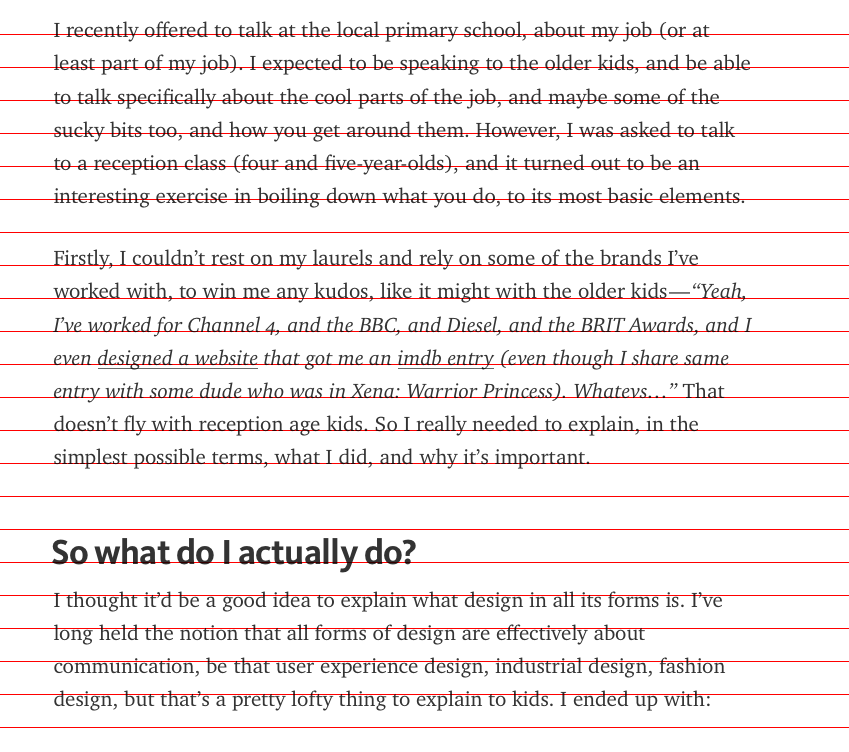 I recently offered to talk at the local primary school, about my job (or at
least part of my job). I expected to be speaking to the older kids, and be able
to talk specifically about the cool parts of the job, and maybe some of the
sucky bits too, and how you get around them. However, I was asked to talk
to a reception class (four and five-year-olds), and it turned out to be an
interesting exercise in boiling down what you do, to its most basic elements.
Firstly, I couldn’t rest on my laurels and rely on some of the brands I’ve
worked with, to win me any kudos, like it might with the older kids—“Yeah,
I’ve worked for Channel 4, and the BBC, and Diesel, and the BRIT Awards, and I
even designed a website that got me an imdb entry (even though I share same
entry with some dude who was in Xena: Warrior Princess). Whatevs…” That
doesn’t fly with reception age kids. So I really needed to explain, in the
simplest possible terms, what I did, and why it’s important.
So what do I actually do?
I thought it’d be a good idea to explain what design in all its forms is. I’ve
long held the notion that all forms of design are effectively about
communication, be that user experience design, industrial design, fashion
design, but that’s a pretty lofty thing to explain to kids. I ended up with: